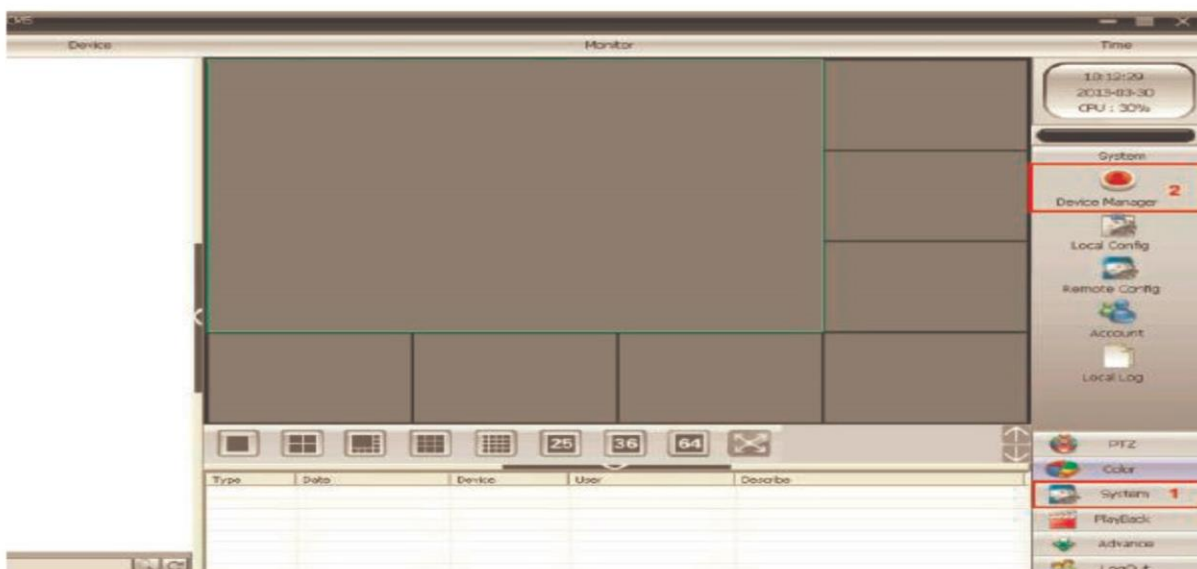 CMS
Device Monitor Time
10:12:29
2013-03-30
CPU : 30%
System
Device Manager 2
Local Config
Remote Config
Account
Local Log
25 36 64
PTZ
Color
System 1
PlayBack
Advance
LogOut
Type Date Device User Describe